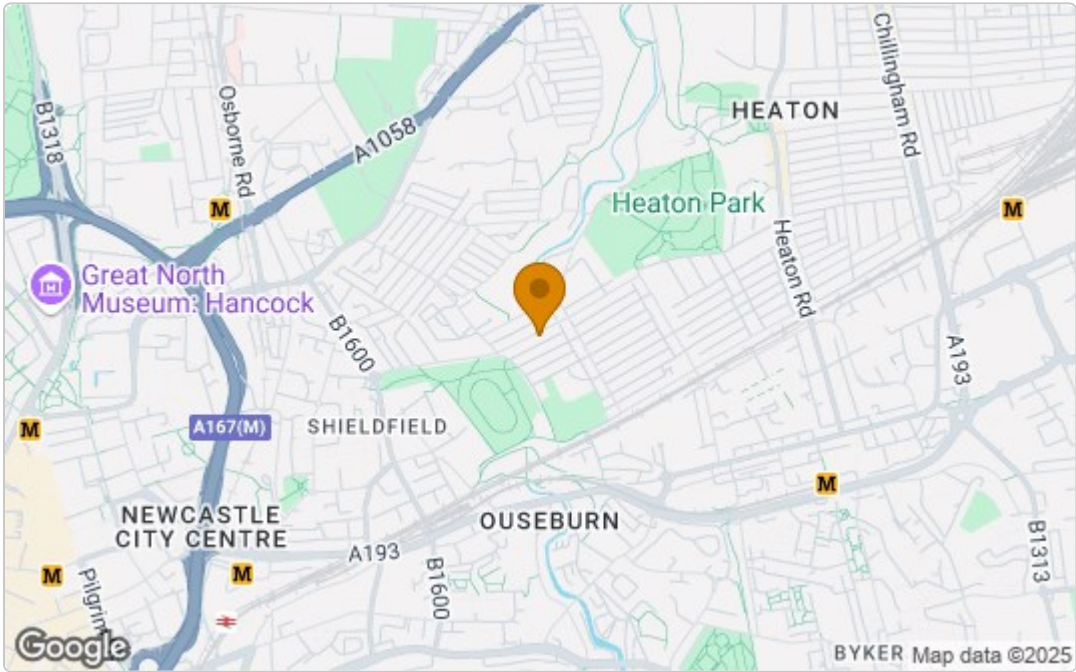 B1318
Osborne Rd
A1058
HEATON
Chillingham Rd
M
Heaton Park
M
Great North
Museum: Hancock
Heaton Rd
B1600
A193
M
A167(M)
SHIELDFIELD
M
NEWCASTLE
CITY CENTRE
OUSEBURN
A193
B1600
B1313
M
M
Pilgrim
Google
BYKER
Map data ©2025